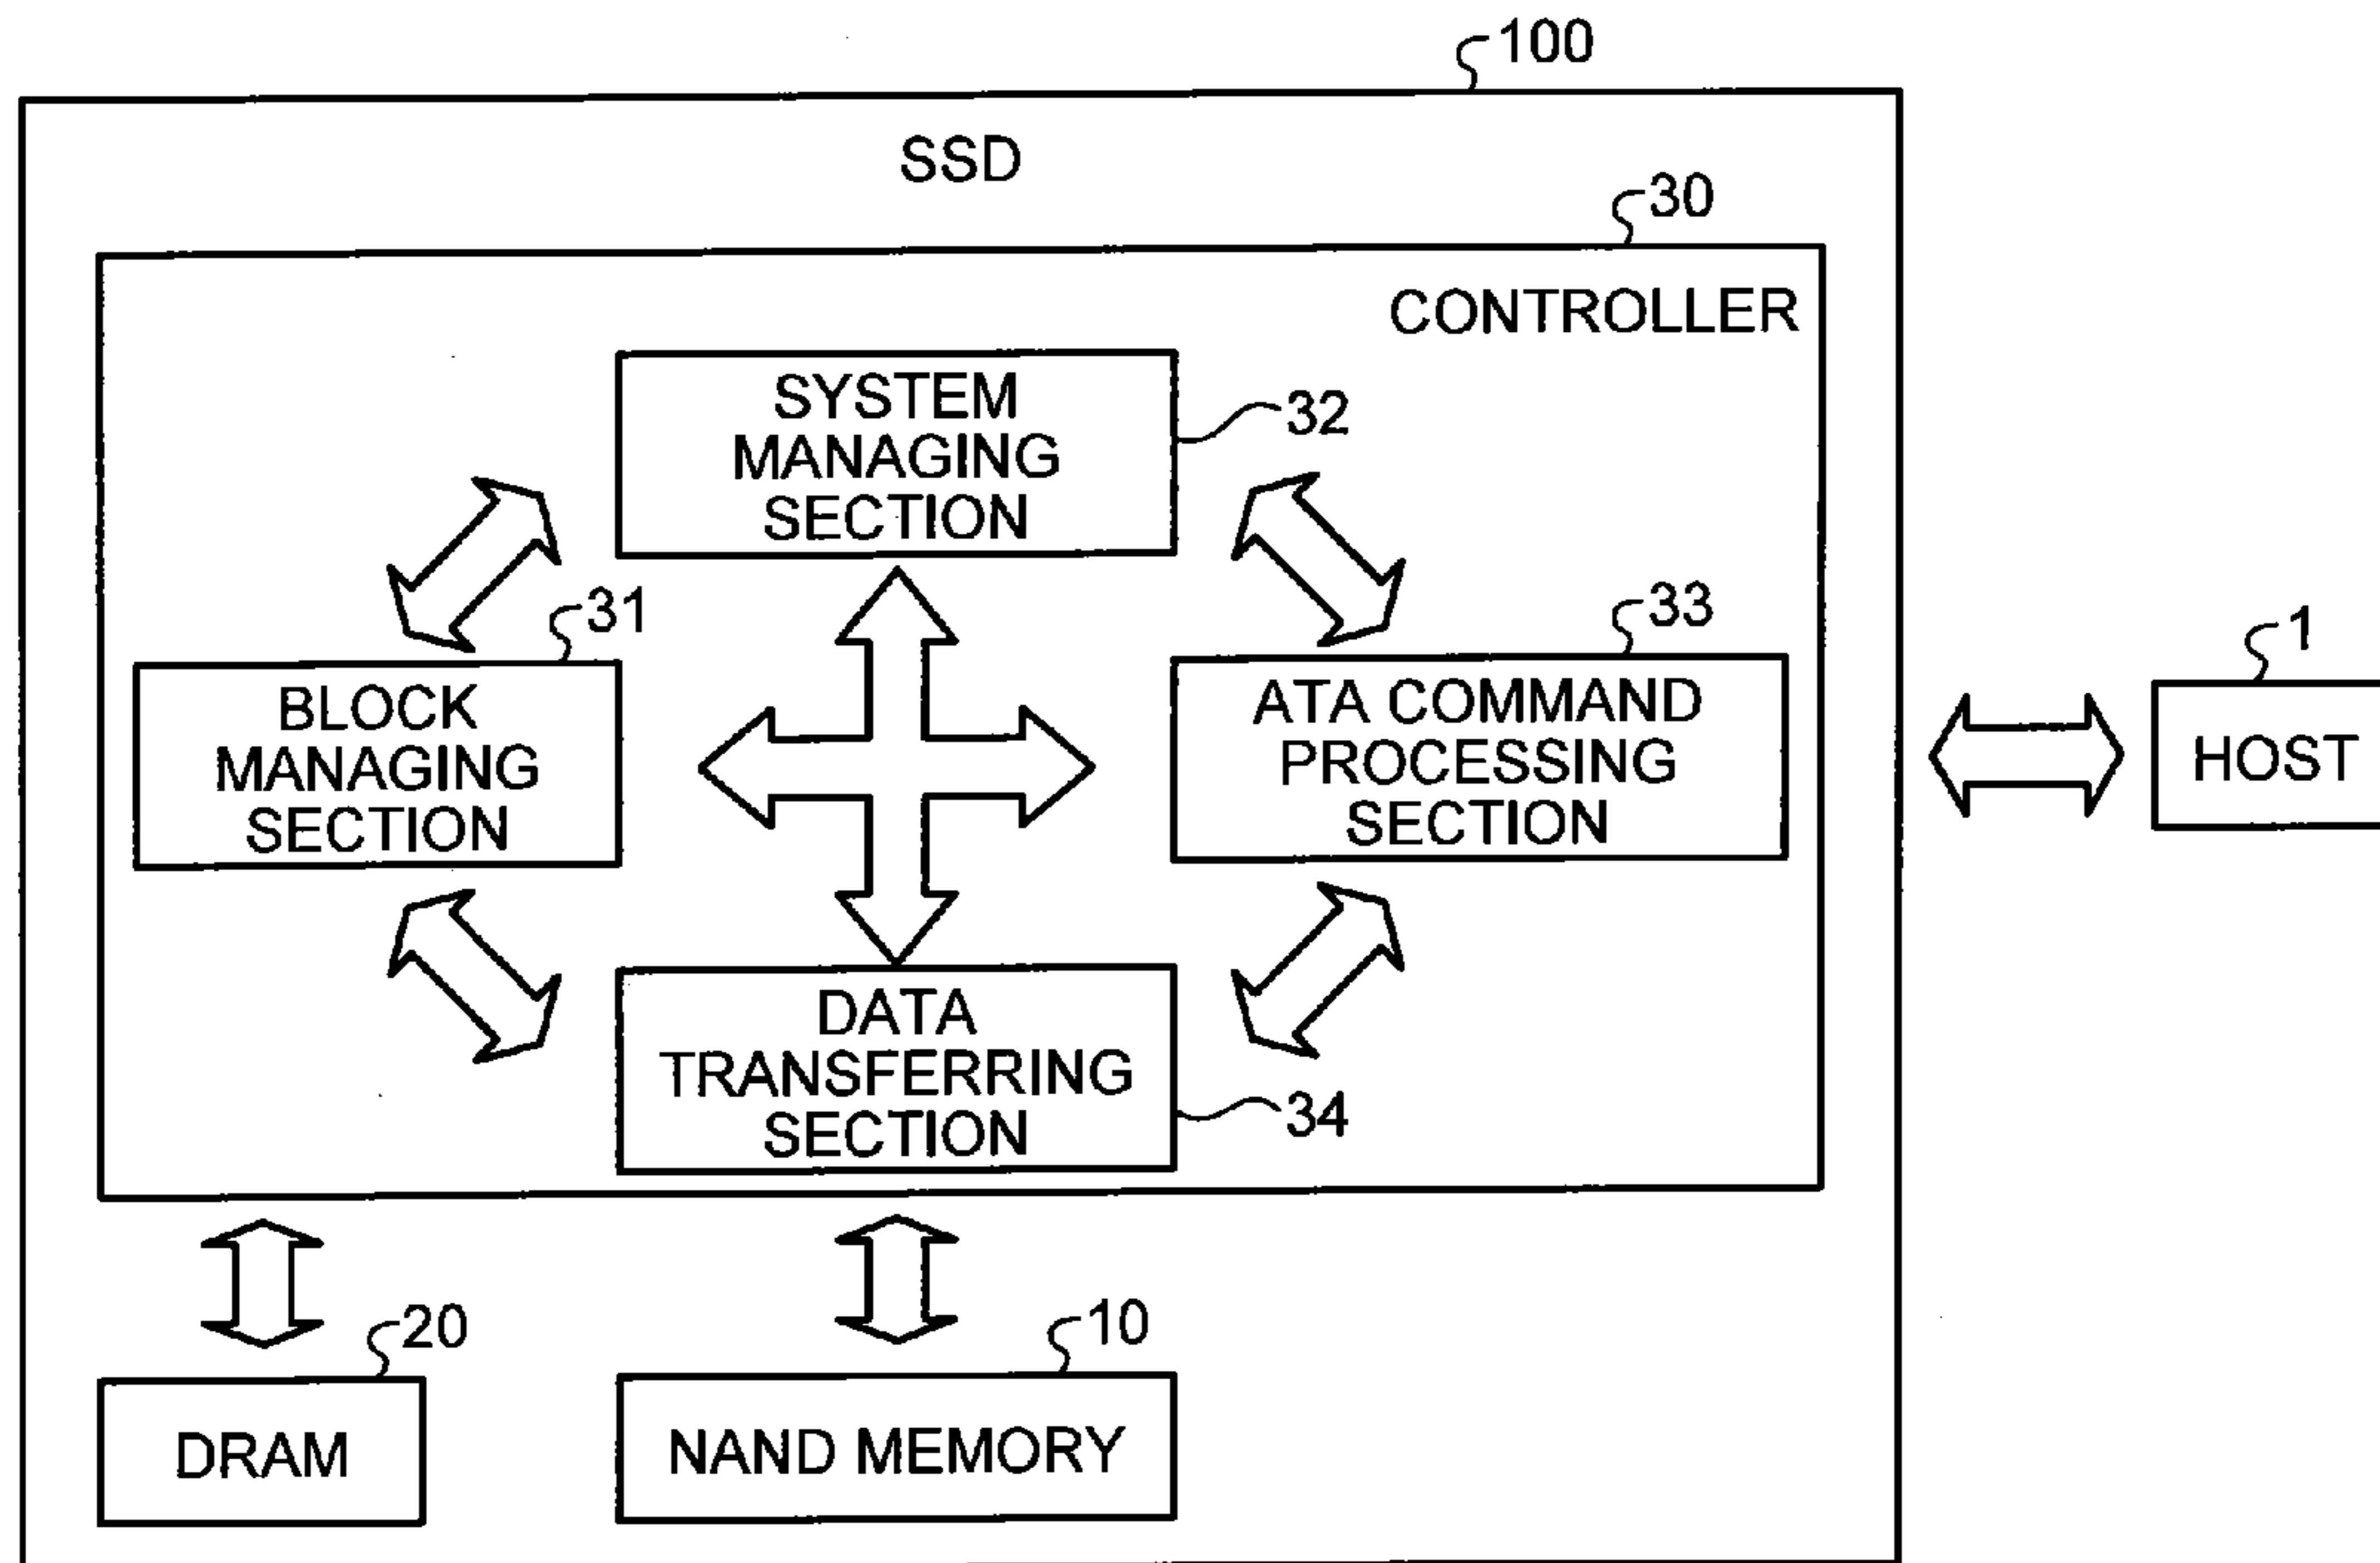 100
SSD
30
CONTROLLER
SYSTEM
MANAGING
SECTION
32
31
33
1
BLOCK
MANAGING
SECTION
ATA COMMAND
PROCESSING
SECTION
HOST
DATA
TRANSFERRING
SECTION
34
20
10
DRAM
NAND MEMORY